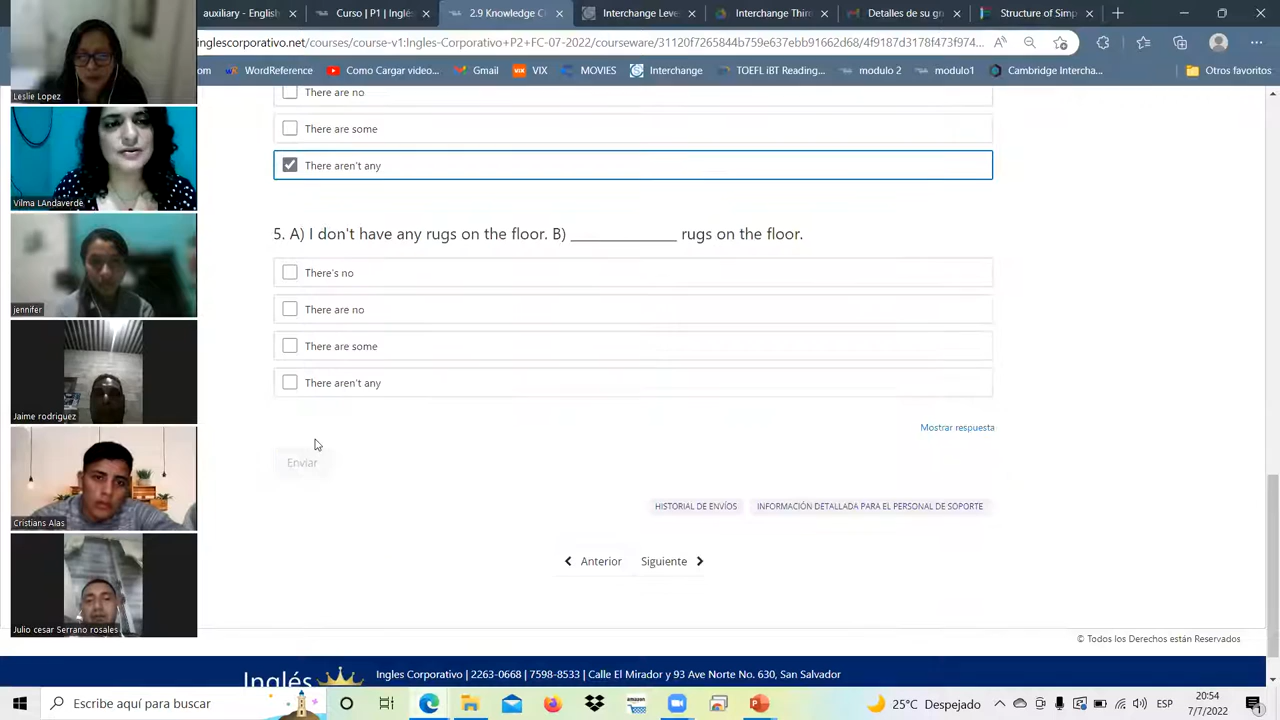 auxiliary - English
Curso | P1 | Inglés
2.9 Knowledge C
Interchange Leve
Interchange Thir
Detalles de su g
Structure of Simp
inglescorporativo.net/courses/course-v1:Ingles-Corporativo+P2+FC-07-2022/courseware/31120f7265844b759e637ebb91662d68/4f9187d3178f473f974...
om
WordReference
Como Cargar video...
Gmail
VIX
MOVIES
Interchange
TOEFL iBT Reading...
modulo 2
modulo1
Cambridge Intercha...
Otros favoritos
There are no
There are some
There aren't any
5. A) I don't have any rugs on the floor. B) ______________ rugs on the floor.
There's no
There are no
There are some
There aren't any
Mostrar respuesta
Enviar
HISTORIAL DE ENVÍOS
INFORMACIÓN DETALLADA PARA EL PERSONAL DE SOPORTE
Anterior
Siguiente
© Todos los Derechos están Reservados
Inglés
Ingles Corporativo | 2263-0668 | 7598-8533 | Calle El Mirador y 93 Ave Norte No. 630, San Salvador
Leslie Lopez
Vilma LAndaverde
jennifer
Jaime rodriguez
Cristians Alas
Julio cesar Serrano rosales
Escribe aquí para buscar
25°C Despejado
ESP
20:54
7/7/2022